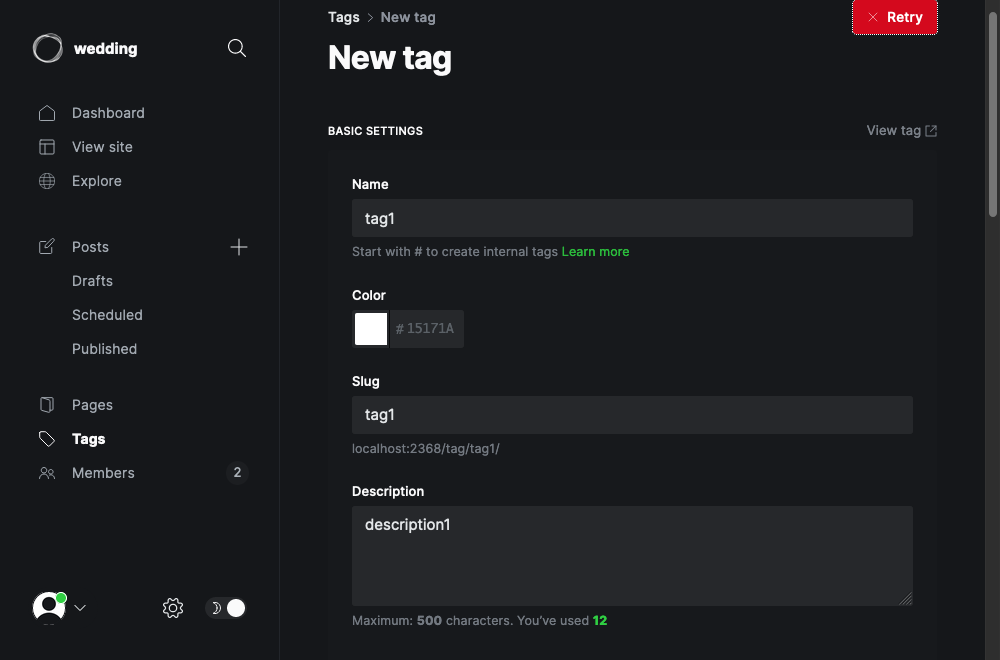 wedding
Dashboard
View site
Explore
Posts
Drafts
Scheduled
Published
Pages
Tags
Members 2
Tags > New tag
Retry
New tag
BASIC SETTINGS
View tag
Name
tag1
Start with # to create internal tags Learn more
Color
# 15171A
Slug
tag1
localhost:2368/tag/tag1/
Description
description1
Maximum: 500 characters. You've used 12